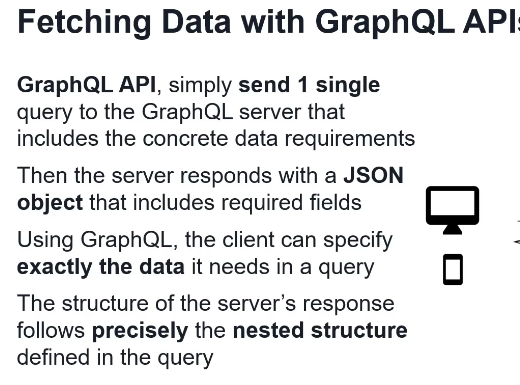 Fetching Data with GraphQL API
GraphQL API, simply send 1 single
query to the GraphQL server that
includes the concrete data requirements
Then the server responds with a JSON
object that includes required fields
Using GraphQL, the client can specify
exactly the data it needs in a query
The structure of the server's response
follows precisely the nested structure
defined in the query